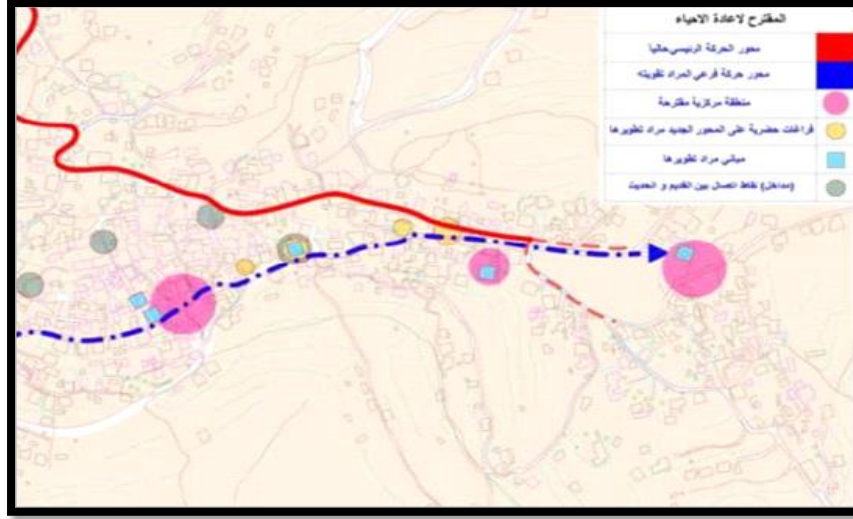 المقترح لاعادة الاحياء
محور الحركة الرئيسي حاليا
محور حركة فرعي المراد تقويته
منطقة مركزية مقترحة
فراغات حضرية على المحور الجديد مراد تطويرها
مباني مراد تطويرها
(مداخل) نقاط اتصال بين القديم و الحديث